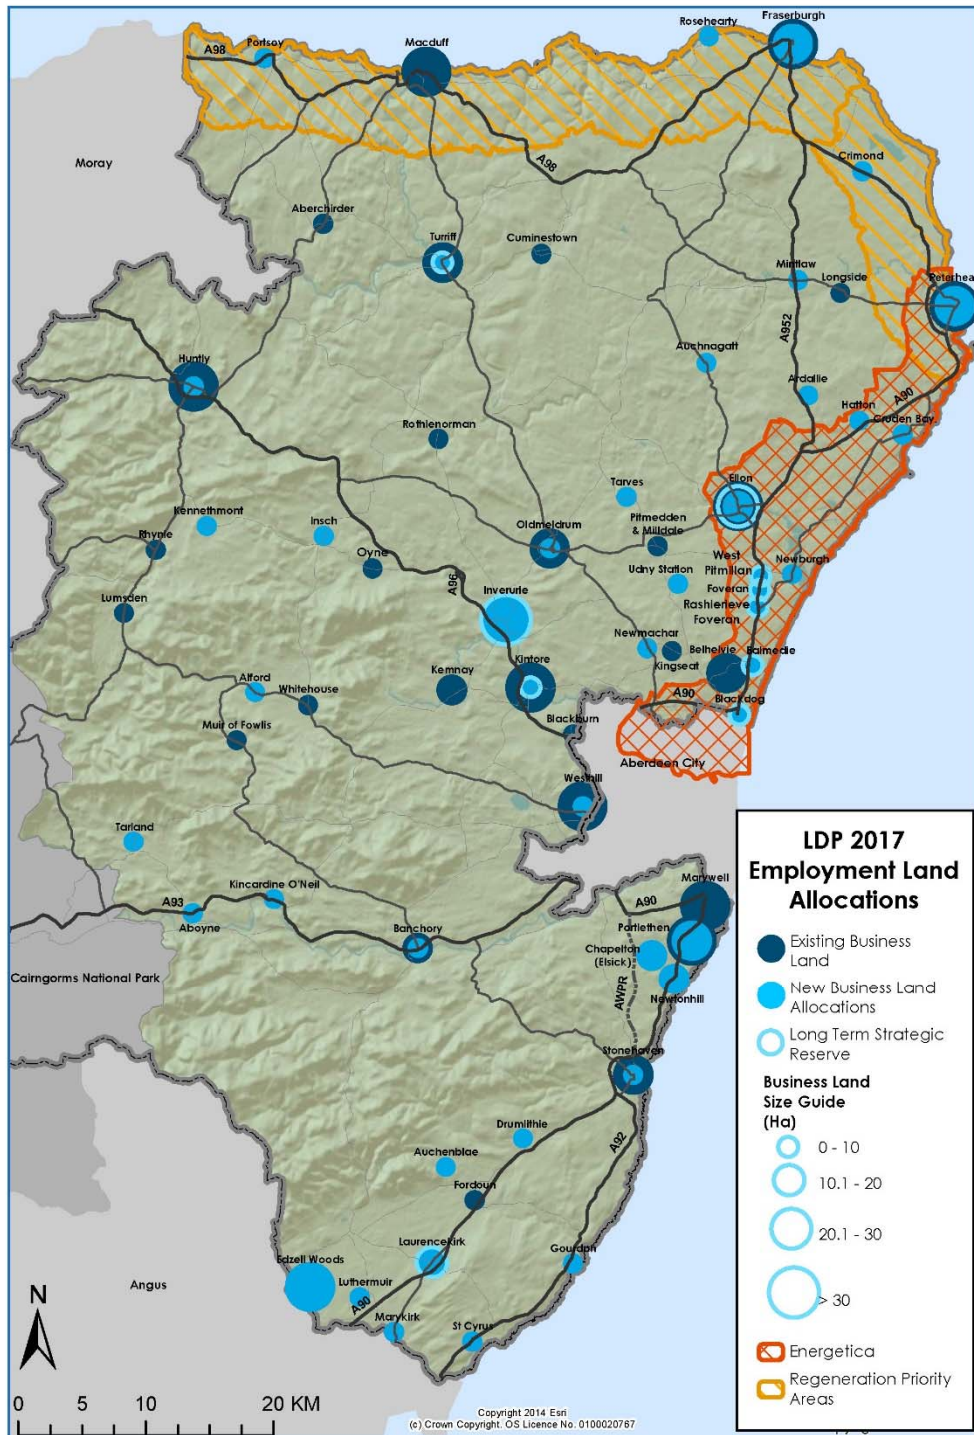 Rosehearty
Fraserburgh
A98
Portsoy
Macduff
Moray
A98
Crimond
Aberchirder
Turriff
Cuminestown
Mintlaw
Longside
Peterhea
A952
Huntly
Auchnagatt
Ardallie
A90
Hatton
Cruden Bay
Rothienorman
Ellon
Tarves
Kennethmont
Insch
Oldmeldrum
Pitmedden
& Milldale
Rhynie
Oyne
West
Pitmillan
Newburgh
Udny Station
Foveran
A96
Inverurie
Rashierieve
Foveran
Lumsden
Newmachar
Belhelvie
Balmedie
Kingseat
Kintore
Kemnay
Alford
Whitehouse
A90
Blackdog
Blackburn
Muir of Fowlis
Aberdeen City
Westhill
Tarland
Kincardine O'Neil
Marywell
A90
A93
Aboyne
Banchory
Portlethen
Chapelton
(Elsick)
Cairngorms National Park
AWPR
Newtonhill
Stonehaven
Drumlithie
A92
Auchenblae
Fordoun
Laurencekirk
Gourdon
Edzell Woods
Angus
Luthermuir
A90
Marykirk
St Cyrus
N
0 5 10 20 KM
Copyright 2014 Esri
(c) Crown Copyright. OS Licence No. 0100020767
LDP 2017
Employment Land
Allocations
Existing Business
Land
New Business Land
Allocations
Long Term Strategic
Reserve
Business Land
Size Guide
(Ha)
0 - 10
10.1 - 20
20.1 - 30
> 30
Energetica
Regeneration Priority
Areas